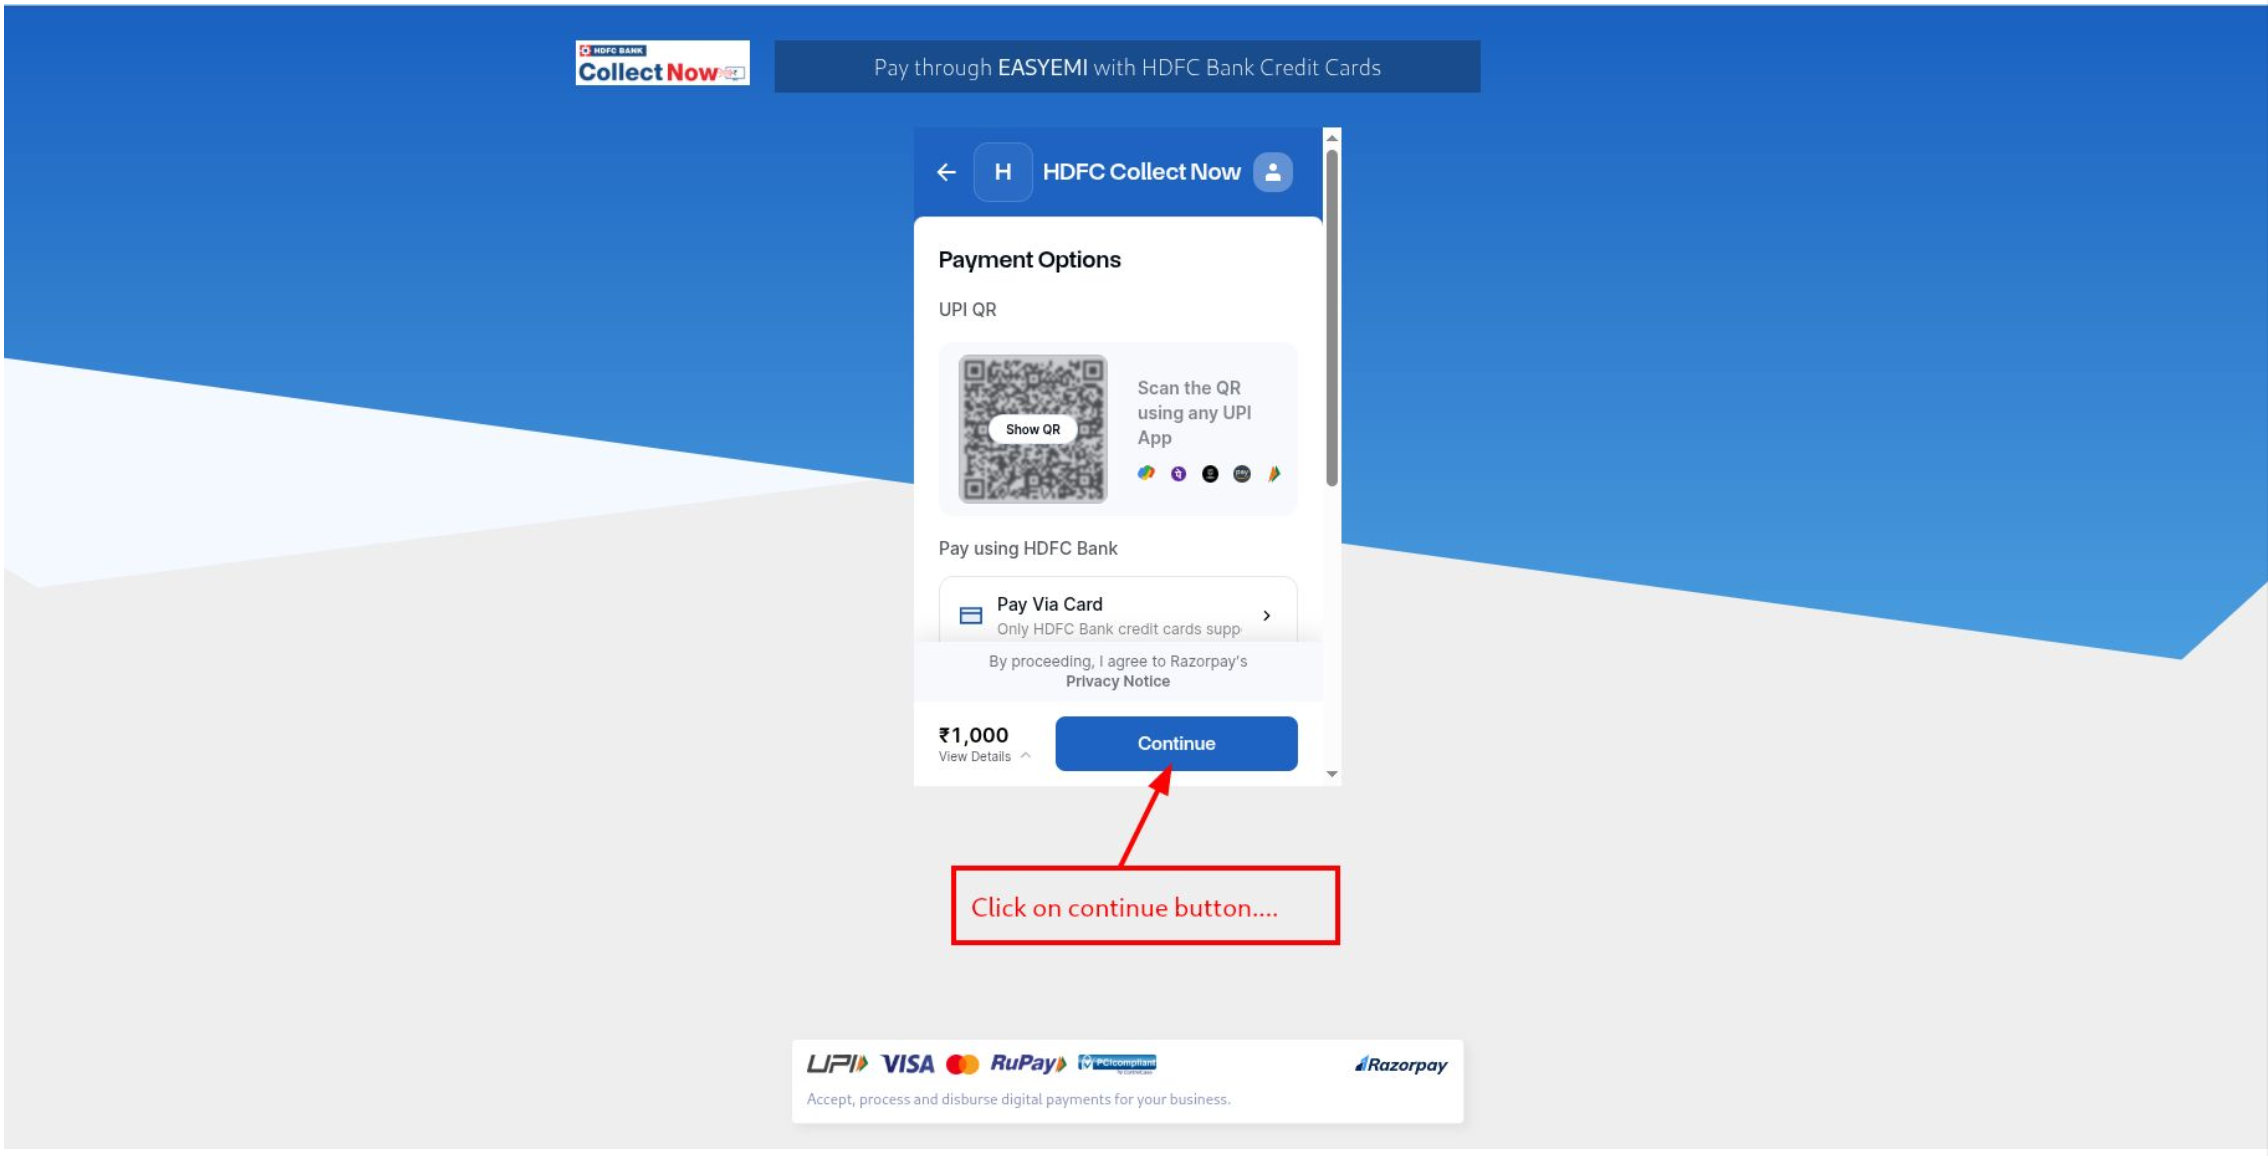 HDFC BANK
Collect Now
Pay through EASYEMI with HDFC Bank Credit Cards
H HDFC Collect Now
Payment Options
UPI QR
Show QR
Scan the QR
using any UPI
App
Pay using HDFC Bank
Pay Via Card
Only HDFC Bank credit cards supp
By proceeding, I agree to Razorpay's
Privacy Notice
₹1,000
View Details
Continue
Click on continue button....
UPI VISA RuPay PCI compliant
Razorpay
Accept, process and disburse digital payments for your business.